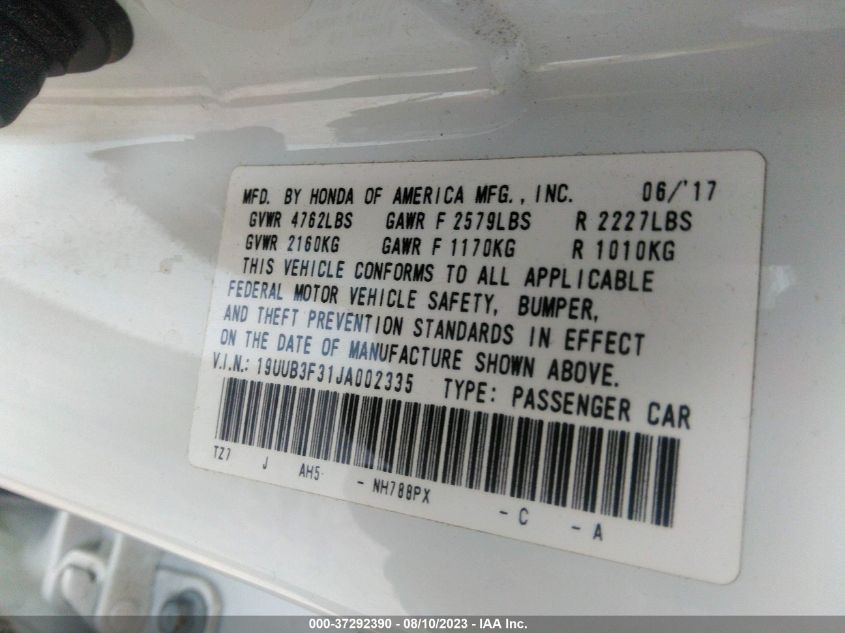 MFD. BY HONDA OF AMERICA MFG., INC. 06/'17
GVWR 4762LBS GAWR F 2579LBS R 2227LBS
GVWR 2160KG GAWR F 1170KG R 1010KG
THIS VEHICLE CONFORMS TO ALL APPLICABLE
FEDERAL MOTOR VEHICLE SAFETY, BUMPER,
AND THEFT PREVENTION STANDARDS IN EFFECT
ON THE DATE OF MANUFACTURE SHOWN ABOVE.
V.I.N.: 19UUB3F31JA002335 TYPE: PASSENGER CAR
TZ7 J AH5 - NH788PX - C - A
000-37292390 - 08/10/2023 - IAA Inc.